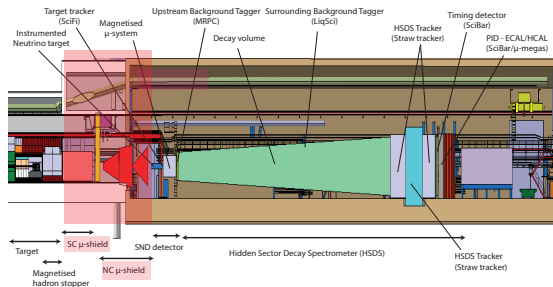 Target tracker
(SciFi)
Magnetised
μ-system
Upstream Background Tagger
(MRPC)
Surrounding Background Tagger
(LiqSci)
Timing detector
(SciBar)
Instrumented
Neutrino target
Decay volume
HSDS Tracker
(Straw tracker)
PID - ECAL/HCAL
(SciBar/μ-megas)
Target
SC μ-shield
SND detector
Hidden Sector Decay Spectrometer (HSDS)
HSDS Tracker
(Straw tracker)
Magnetised
hadron stopper
NC μ-shield